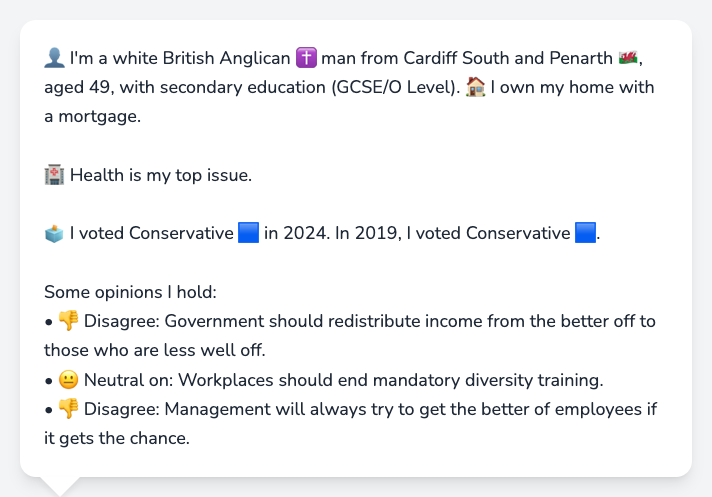 👤 I'm a white British Anglican ✝️ man from Cardiff South and Penarth 🏴󠁧󠁢󠁷󠁬󠁳󠁿,
aged 49, with secondary education (GCSE/O Level). 🏠 I own my home with
a mortgage.
🏥 Health is my top issue.
🗳️ I voted Conservative 🟦 in 2024. In 2019, I voted Conservative 🟦.
Some opinions I hold:
• 👎 Disagree: Government should redistribute income from the better off to
those who are less well off.
• 😐 Neutral on: Workplaces should end mandatory diversity training.
• 👎 Disagree: Management will always try to get the better of employees if
it gets the chance.